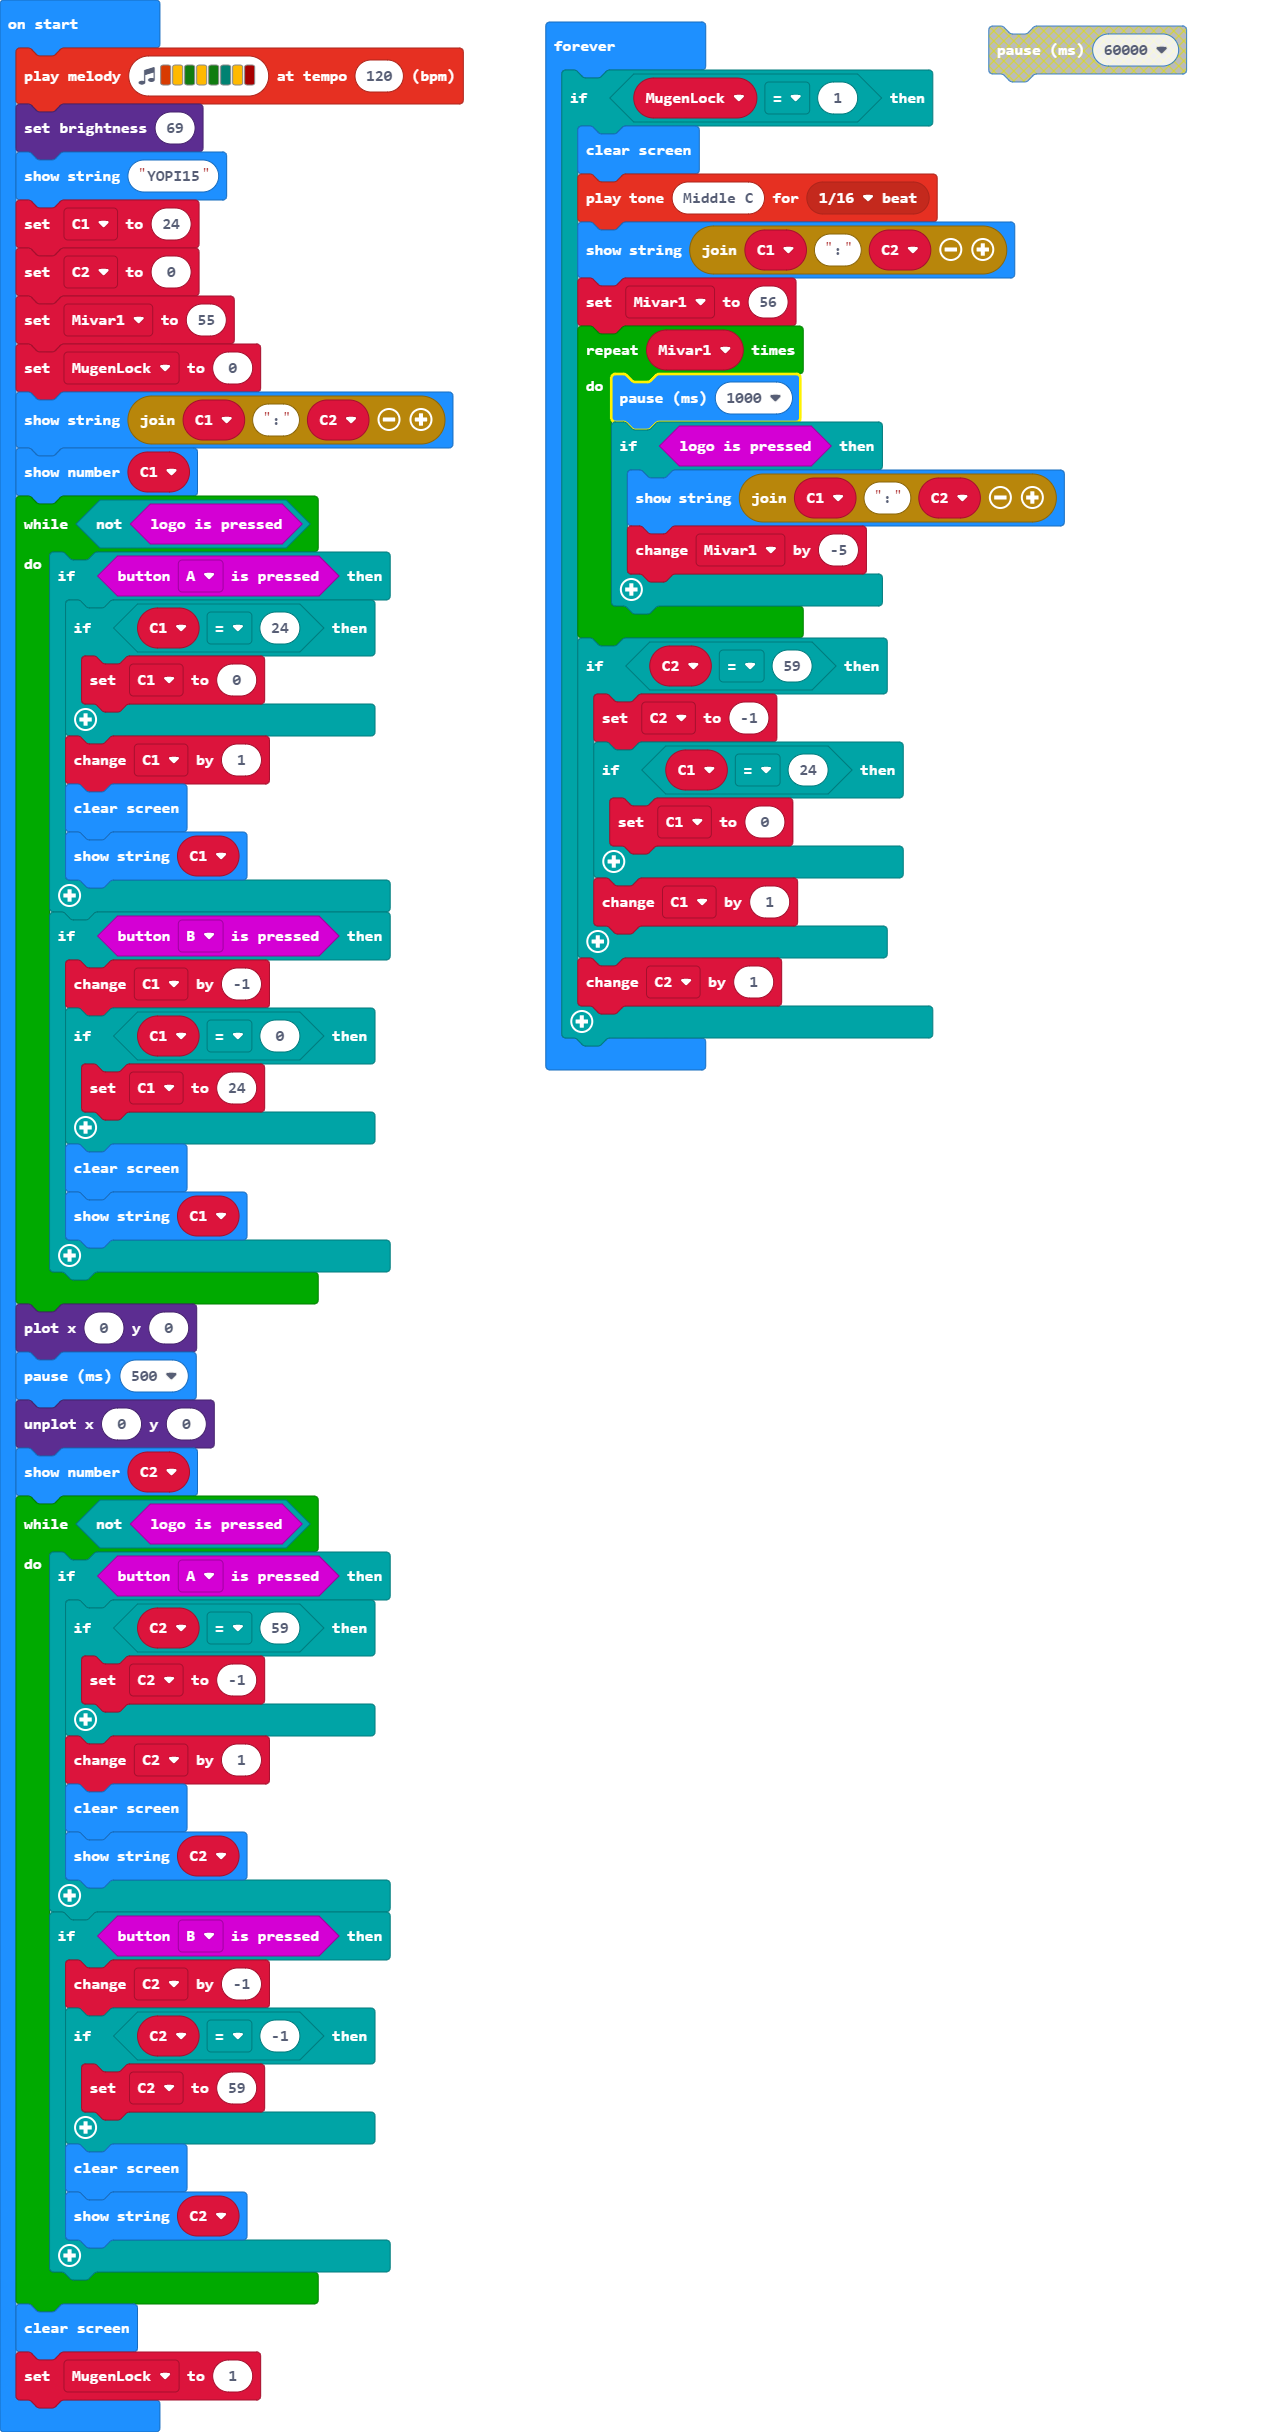 on start
play melody at tempo 120 (bpm)
set brightness 69
show string "YOPI15"
set C1 to 24
set C2 to 0
set Mivar1 to 55
set MugenLock to 0
show string join C1 ":" C2
show number C1
while not logo is pressed
do if button A is pressed then
if C1 = 24 then
set C1 to 0
change C1 by 1
clear screen
show string C1
if button B is pressed then
change C1 by -1
if C1 = 0 then
set C1 to 24
clear screen
show string C1
plot x 0 y 0
pause (ms) 500
unplot x 0 y 0
show number C2
while not logo is pressed
do if button A is pressed then
if C2 = 59 then
set C2 to -1
change C2 by 1
clear screen
show string C2
if button B is pressed then
change C2 by -1
if C2 = -1 then
set C2 to 59
clear screen
show string C2
clear screen
set MugenLock to 1
forever
if MugenLock = 1 then
clear screen
play tone Middle C for 1/16 beat
show string join C1 ":" C2
set Mivar1 to 56
repeat Mivar1 times
do pause (ms) 1000
if logo is pressed then
show string join C1 ":" C2
change Mivar1 by -5
if C2 = 59 then
set C2 to -1
if C1 = 24 then
set C1 to 0
change C1 by 1
change C2 by 1
pause (ms) 60000